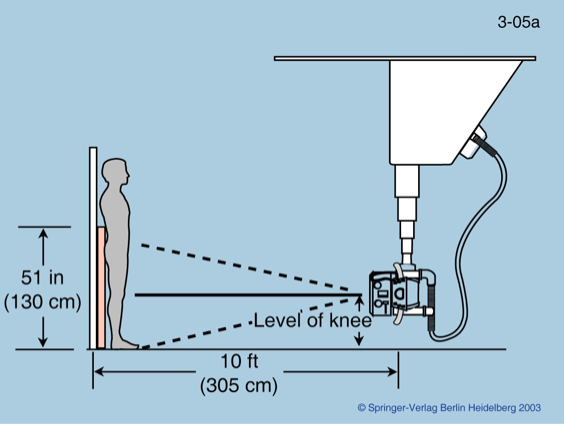 3-05a
51 in
(130 cm)
Level of knee
10 ft
(305 cm)
© Springer-Verlag Berlin Heidelberg 2003